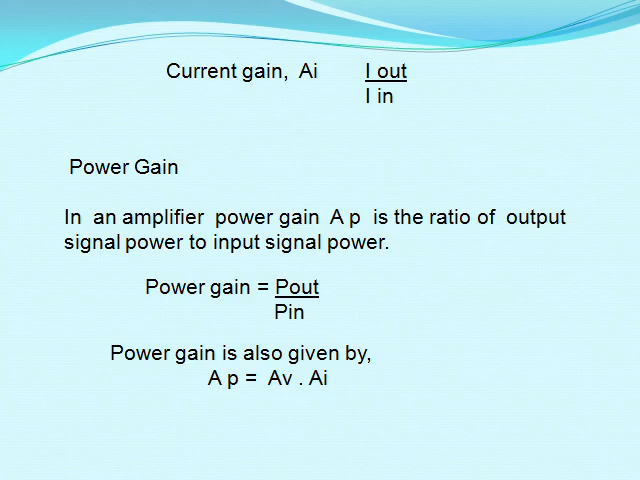 Current gain, Ai I out
I in
Power Gain
In an amplifier power gain A p is the ratio of output
signal power to input signal power.
Power gain = Pout
Pin
Power gain is also given by,
A p = Av . Ai